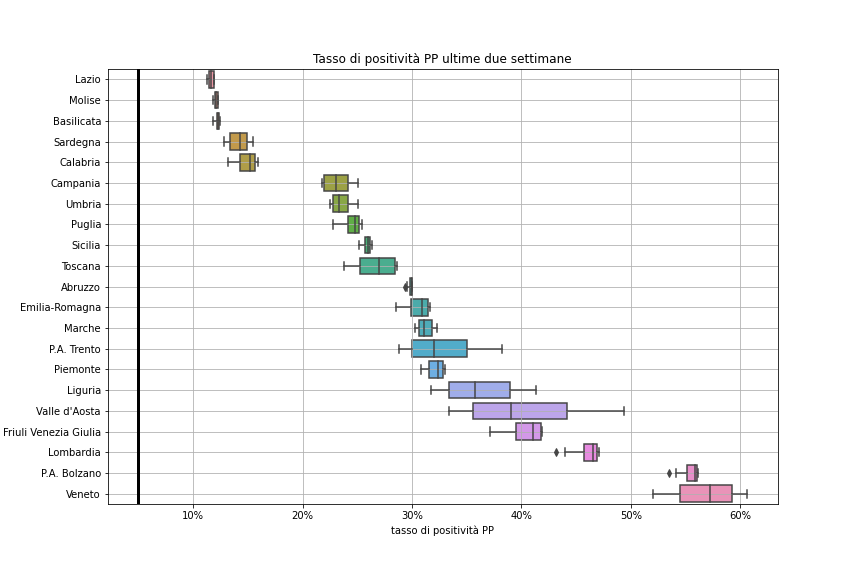 Tasso di positività PP ultime due settimane
Lazio
Molise
Basilicata
Sardegna
Calabria
Campania
Umbria
Puglia
Sicilia
Toscana
Abruzzo
Emilia-Romagna
Marche
P.A. Trento
Piemonte
Liguria
Valle d'Aosta
Friuli Venezia Giulia
Lombardia
P.A. Bolzano
Veneto
10% 20% 30% 40% 50% 60%
tasso di positività PP